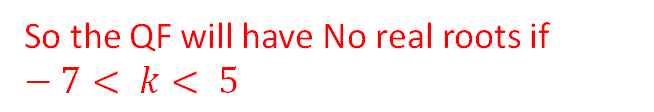 So the QF will have No real roots if
− 7 < k < 5